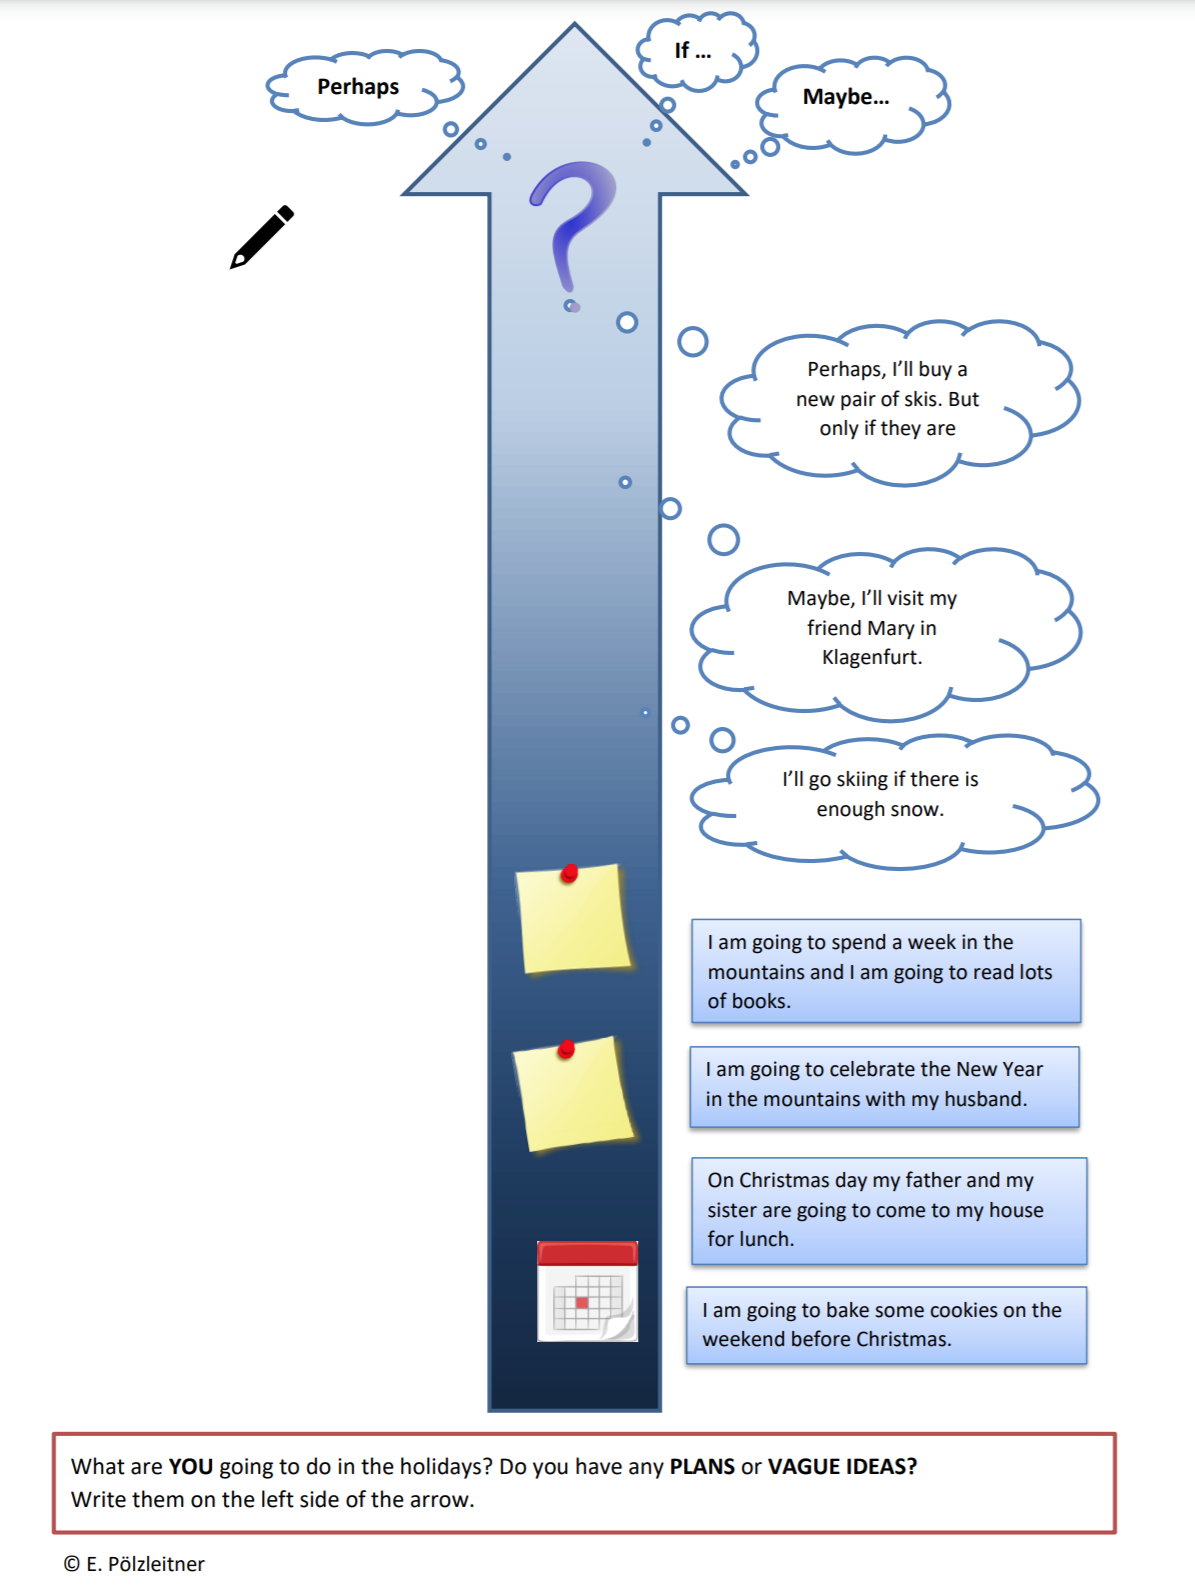 If ...
Perhaps
Maybe...
Perhaps, I'll buy a
new pair of skis. But
only if they are
Maybe, I'll visit my
friend Mary in
Klagenfurt.
I'll go skiing if there is
enough snow.
I am going to spend a week in the
mountains and I am going to read lots
of books.
I am going to celebrate the New Year
in the mountains with my husband.
On Christmas day my father and my
sister are going to come to my house
for lunch.
I am going to bake some cookies on the
weekend before Christmas.
What are YOU going to do in the holidays? Do you have any PLANS or VAGUE IDEAS?
Write them on the left side of the arrow.
© E. Pölzleitner